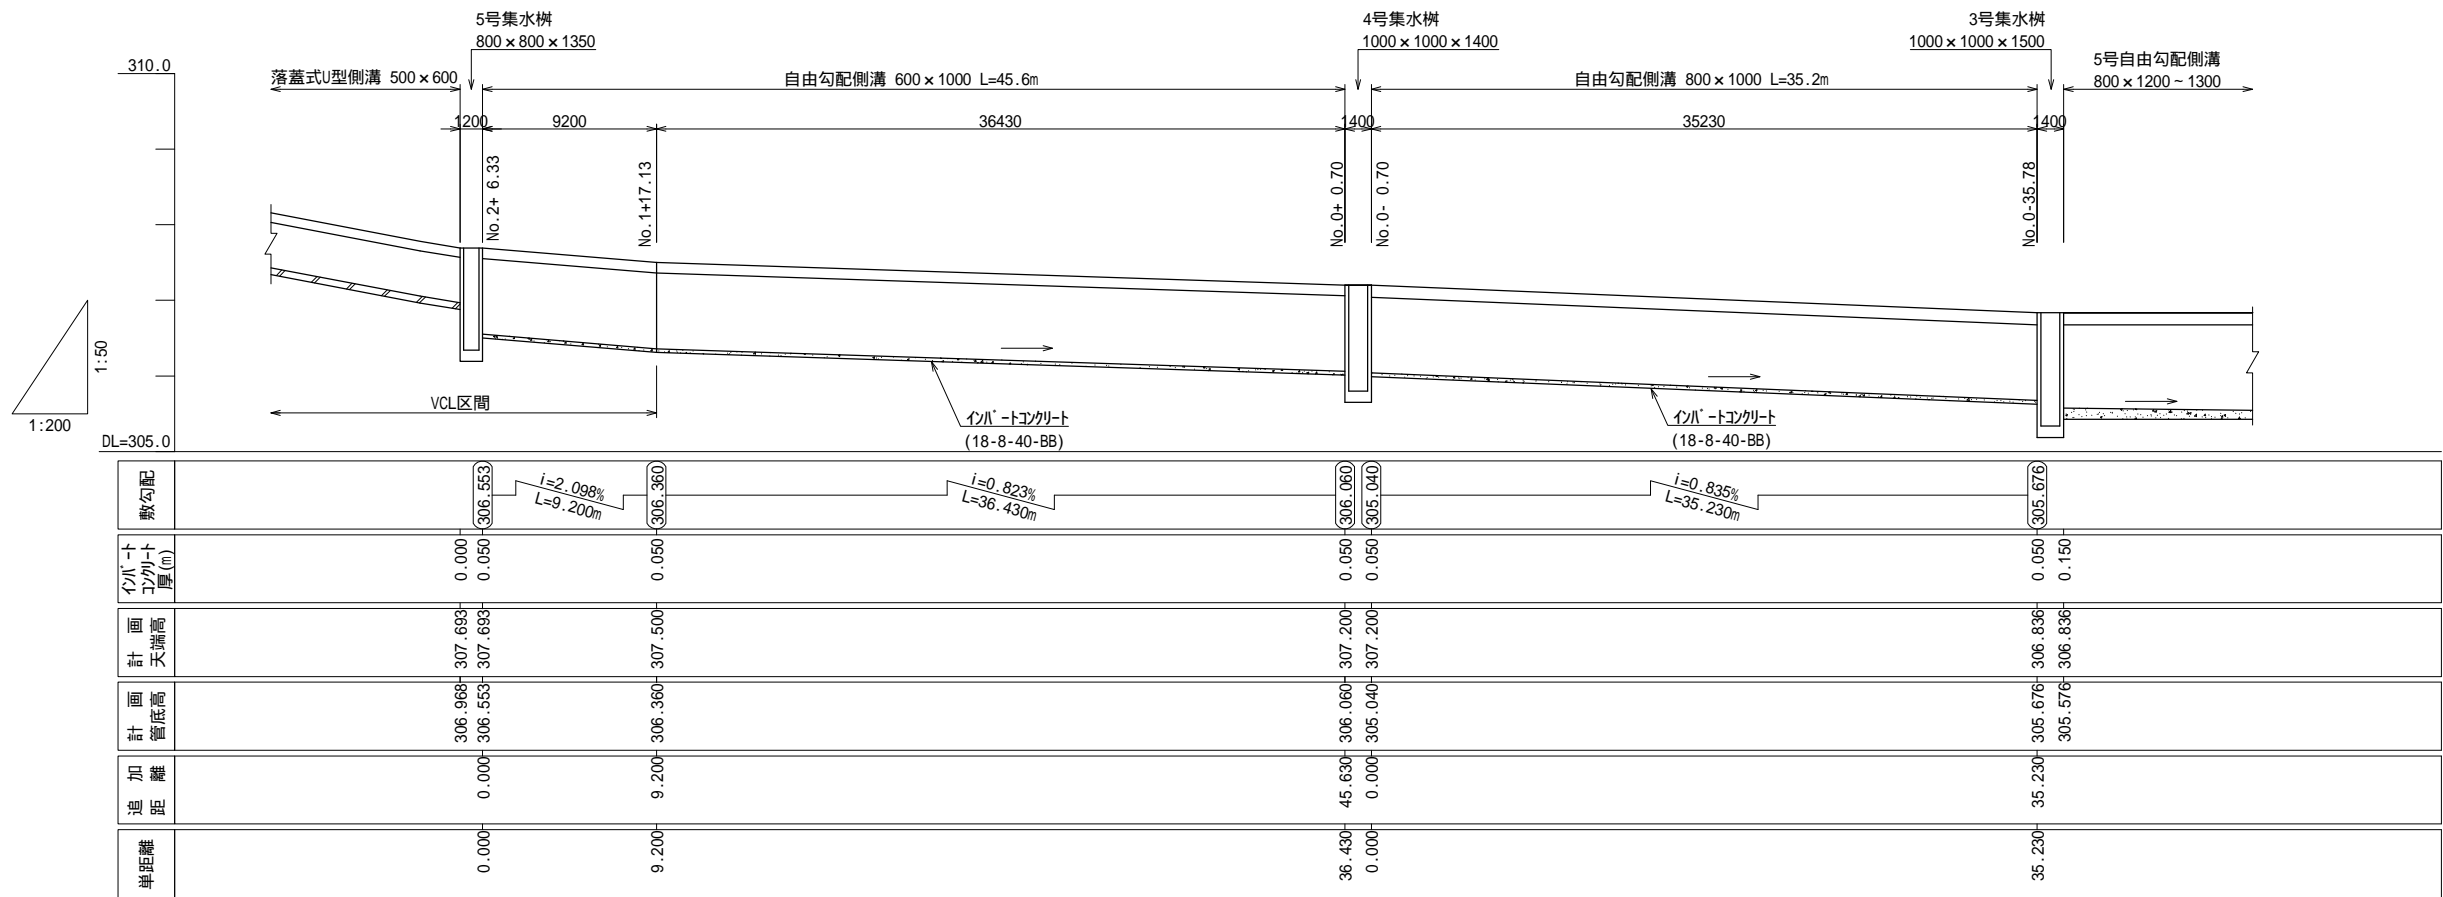 5号集水桝
800×800×1350
4号集水桝
1000×1000×1400
3号集水桝
1000×1000×1500
5号自由勾配側溝
800×1200~1300
310.0
落蓋式U型側溝 500×600
自由勾配側溝 600×1000 L=45.6m
自由勾配側溝 800×1000 L=35.2m
1200
9200
36430
1400
35230
1400
No.2+ 6.33
No.1+17.13
No.0+ 0.70
No.0- 0.70
No.0-35.78
1:50
1:200
VCL区間
インバートコンクリート
(18-8-40-BB)
インバートコンクリート
(18-8-40-BB)
DL=305.0
敷勾配
306.553
i=2.098%
L=9.200m
306.360
i=0.823%
L=36.430m
306.060
305.040
i=0.835%
L=35.230m
305.676
インバート
コンクリート
厚(m)
0.000
0.050
0.050
0.050
0.050
0.050
0.150
計画
天端高
307.693
307.693
307.500
307.200
307.200
306.836
306.836
計画
管底高
306.968
306.553
306.360
306.060
305.040
305.676
305.576
追加
距離
0.000
9.200
45.630
0.000
35.230
単距離
0.000
9.200
36.430
0.000
35.230